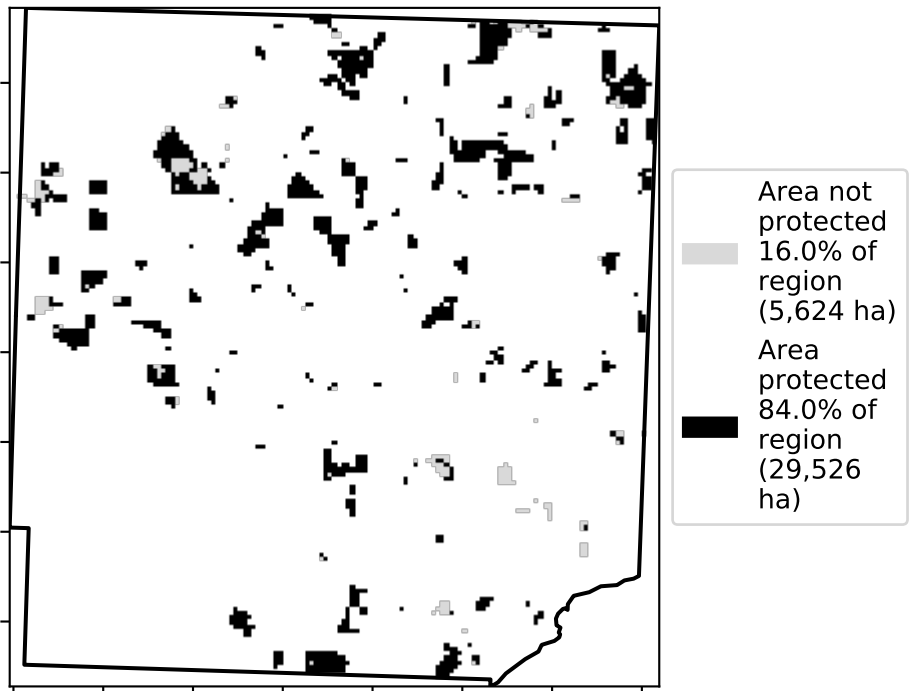 Area not
protected
16.0% of
region
(5,624 ha)
Area
protected
84.0% of
region
(29,526
ha)